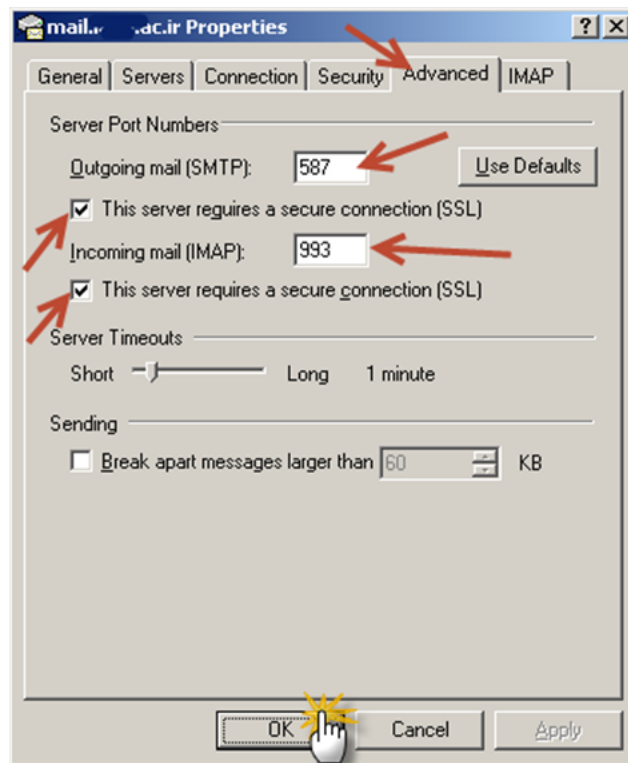 mail. .ac.ir Properties
General Servers Connection Security Advanced IMAP
Server Port Numbers
Outgoing mail (SMTP): 587 Use Defaults
This server requires a secure connection (SSL)
Incoming mail (IMAP): 993
This server requires a secure connection (SSL)
Server Timeouts
Short Long 1 minute
Sending
Break apart messages larger than 60 KB
OK Cancel Apply